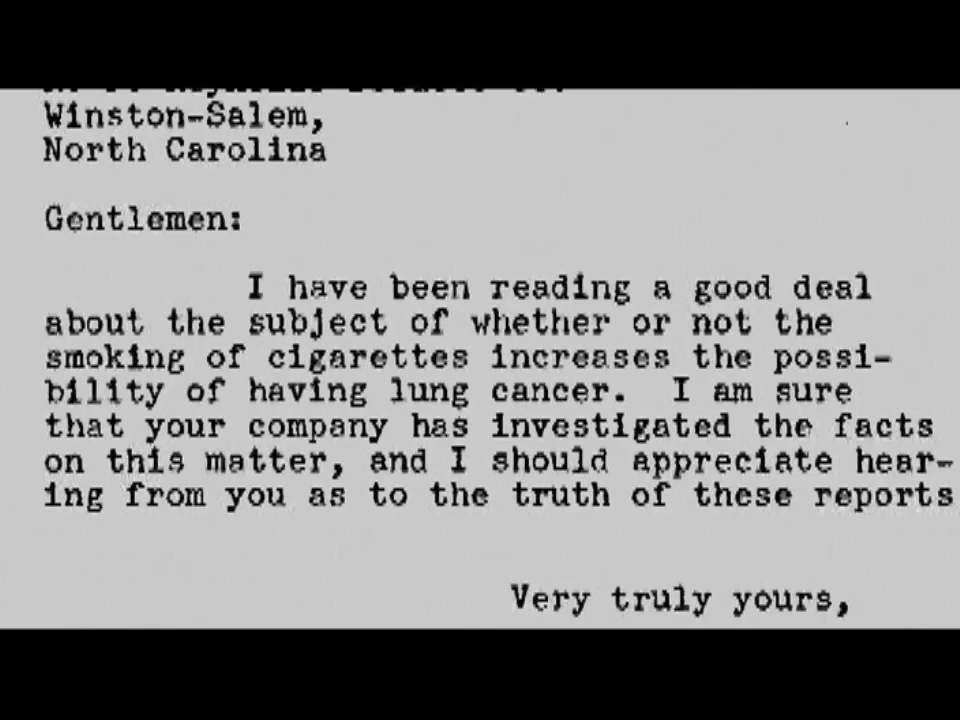 Winston-Salem,
North Carolina
Gentlemen:
I have been reading a good deal
about the subject of whether or not the
smoking of cigarettes increases the possi-
bility of having lung cancer. I am sure
that your company has investigated the facts
on this matter, and I should appreciate hear-
ing from you as to the truth of these reports
Very truly yours,